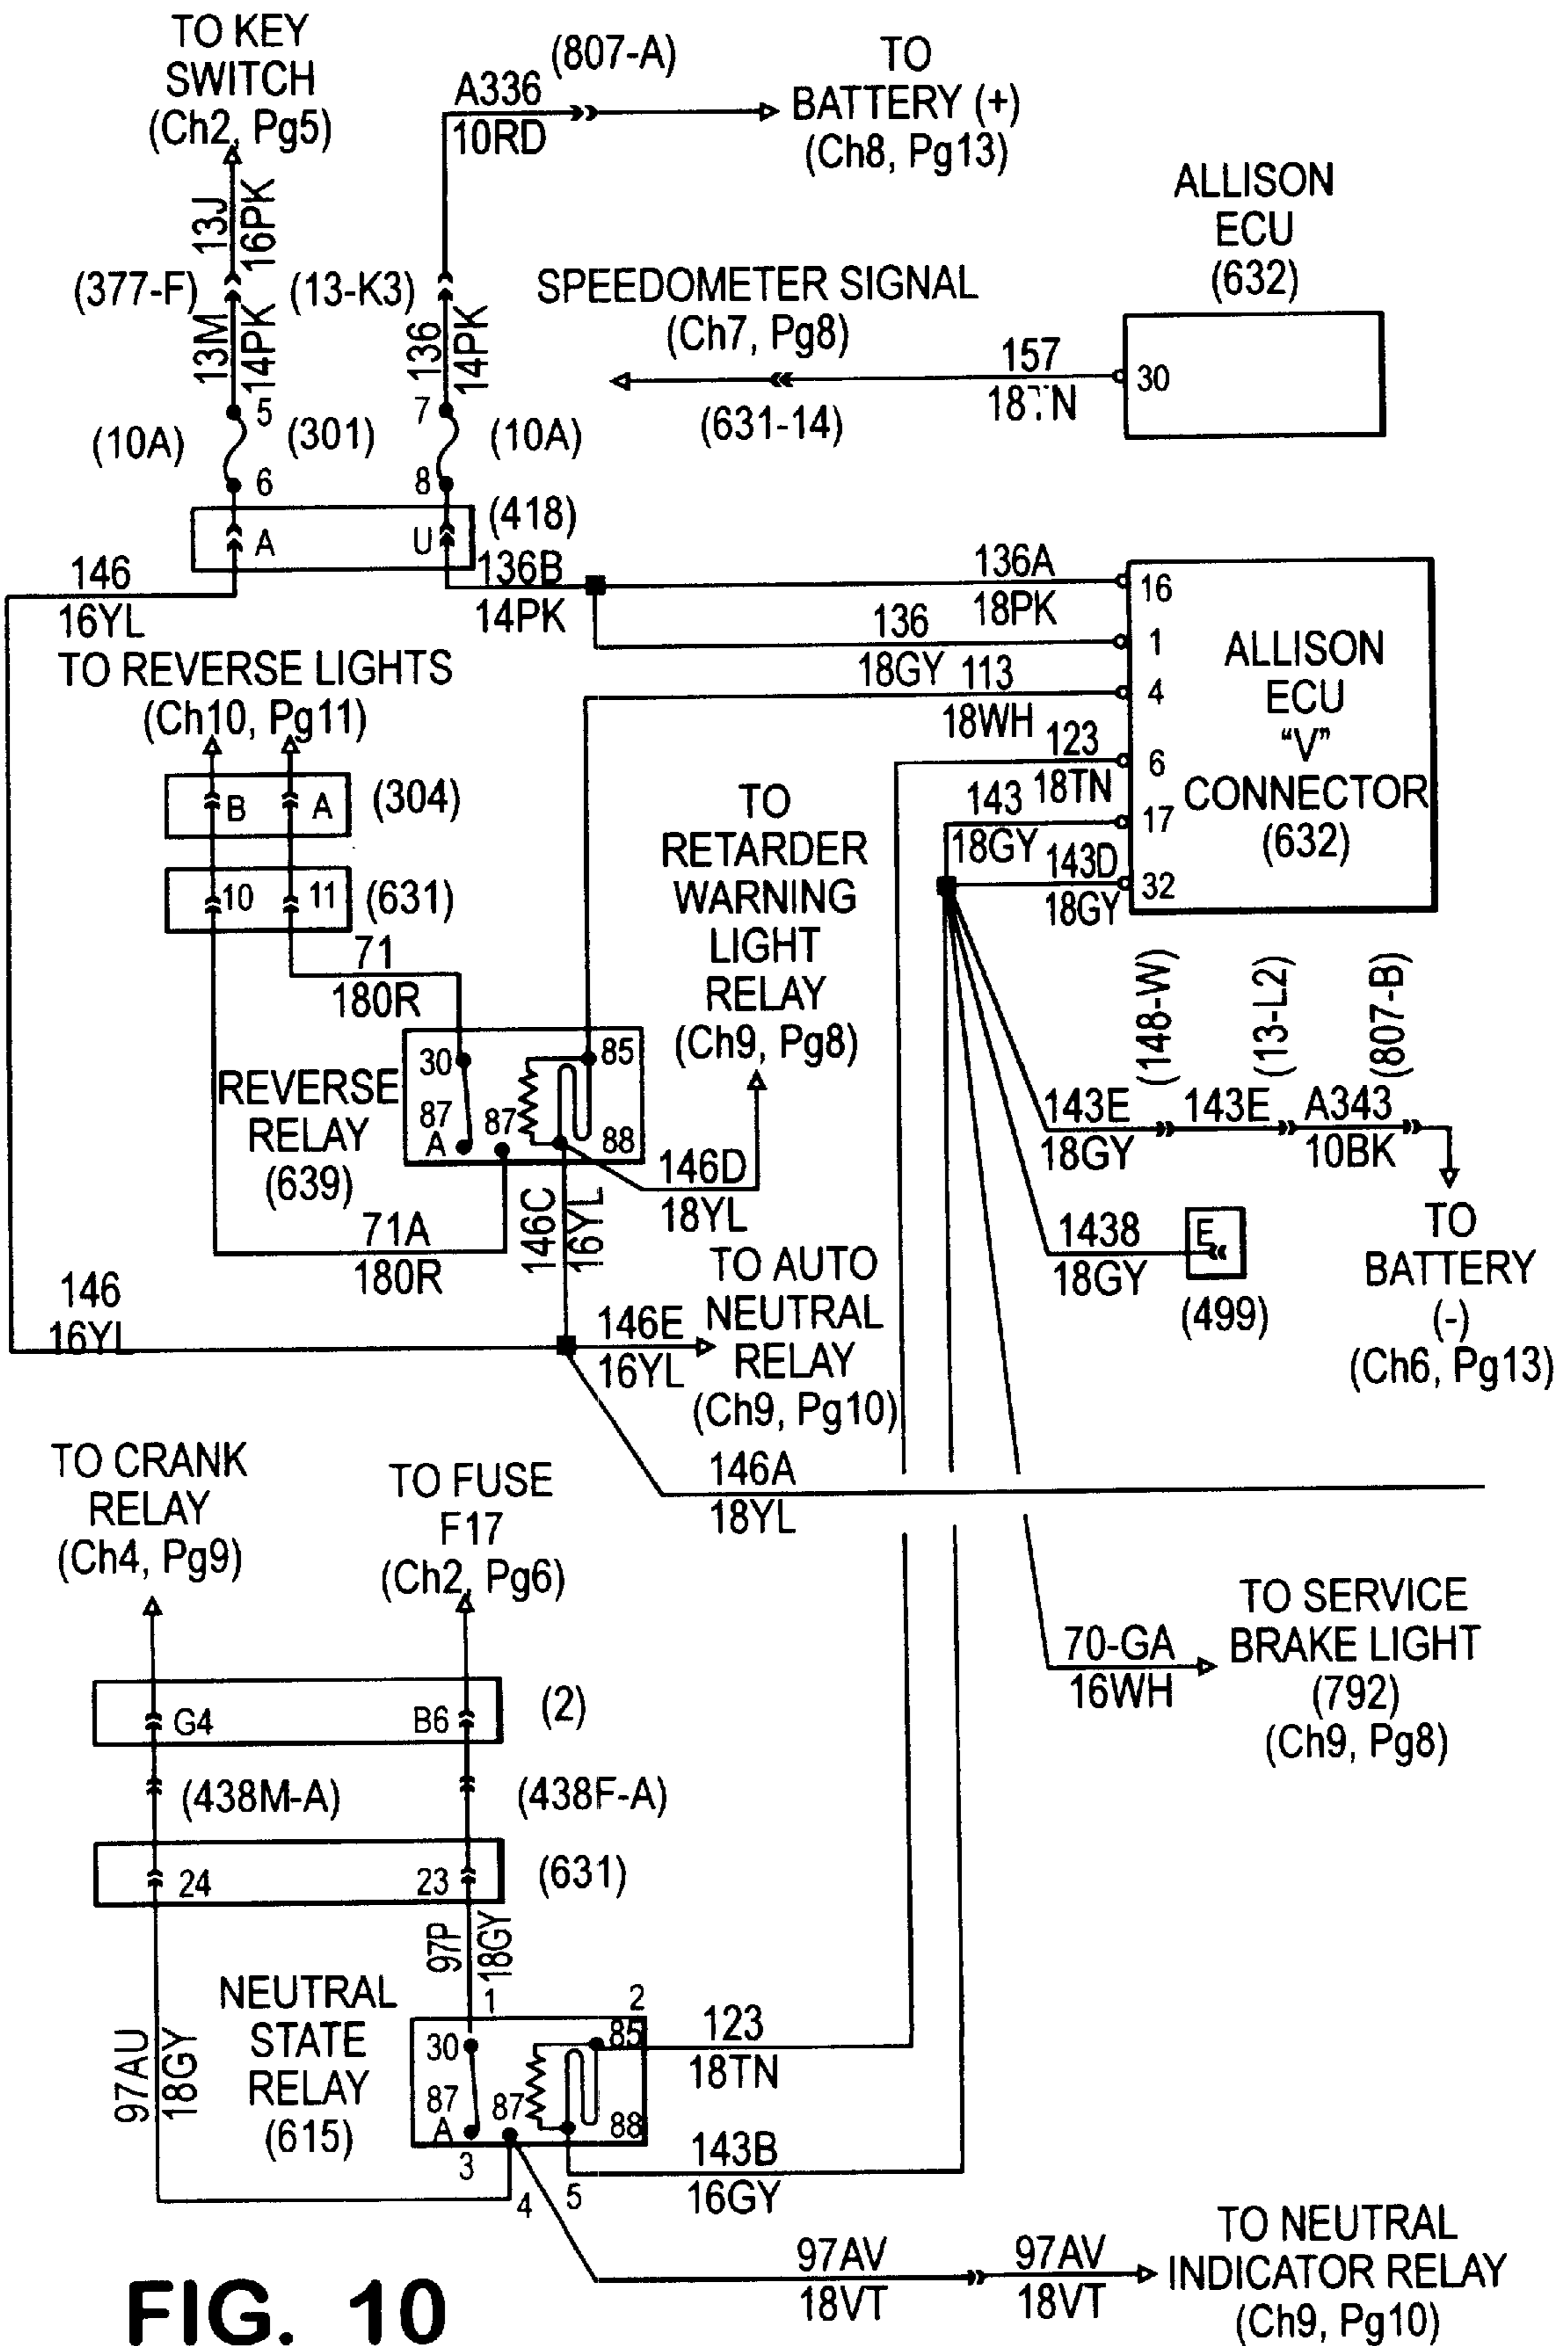 TO KEY
SWITCH
(Ch2, Pg5)
(807-A)
A336
10RD
TO
BATTERY (+)
(Ch8, Pg13)
13J
16PK
(377-F)
(13-K3)
13M
14PK
136
14PK
SPEEDOMETER SIGNAL
(Ch7, Pg8)
ALLISON
ECU
(632)
157
18TN
30
(631-14)
5
(10A)
(301)
6
7
(10A)
8
(418)
A
U
146
16YL
136B
14PK
136A
18PK
16
136
18GY
1
113
18WH
4
123
18TN
6
143
18GY
17
143D
18GY
32
ALLISON
ECU
“V”
CONNECTOR
(632)
TO REVERSE LIGHTS
(Ch10, Pg11)
B
A
(304)
10
11
(631)
71
180R
TO
RETARDER
WARNING
LIGHT
RELAY
(Ch9, Pg8)
REVERSE
RELAY
(639)
30
87
A
87
85
88
146D
18YL
71A
180R
146C
16YL
(148-W)
(13-L2)
(807-B)
143E
18GY
143E
A343
10BK
1438
18GY
E
(499)
TO
BATTERY
(-)
(Ch6, Pg13)
146
16YL
146E
16YL
TO AUTO
NEUTRAL
RELAY
(Ch9, Pg10)
146A
18YL
TO CRANK
RELAY
(Ch4, Pg9)
TO FUSE
F17
(Ch2, Pg6)
70-GA
16WH
TO SERVICE
BRAKE LIGHT
(792)
(Ch9, Pg8)
G4
B6
(2)
(438M-A)
(438F-A)
24
23
(631)
97P
18GY
97AU
18GY
NEUTRAL
STATE
RELAY
(615)
1
2
30
87
A
87
85
88
3
4
5
123
18TN
143B
16GY
97AV
18VT
97AV
18VT
TO NEUTRAL
INDICATOR RELAY
(Ch9, Pg10)
FIG. 10